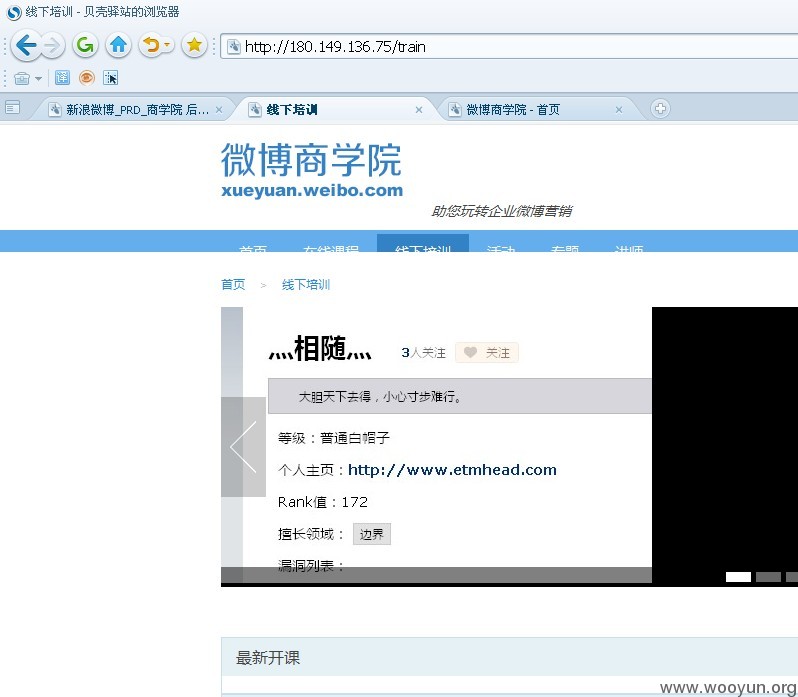 线下培训 - 贝壳驿站的浏览器
http://180.149.136.75/train
译
新浪微博_PRD_商学院 后... × 线下培训 × 微博商学院 - 首页 ×
微博商学院
xueyuan.weibo.com
助您玩转企业微博营销
首页 在线课程 线下培训 活动 专题 讲师
首页 > 线下培训
灬相随灬 3人关注 关注
大胆天下去得，小心寸步难行。
等级：普通白帽子
个人主页：http://www.etmhead.com
Rank值：172
擅长领域： 边界
漏洞列表：
最新开课
www.wooyun.org